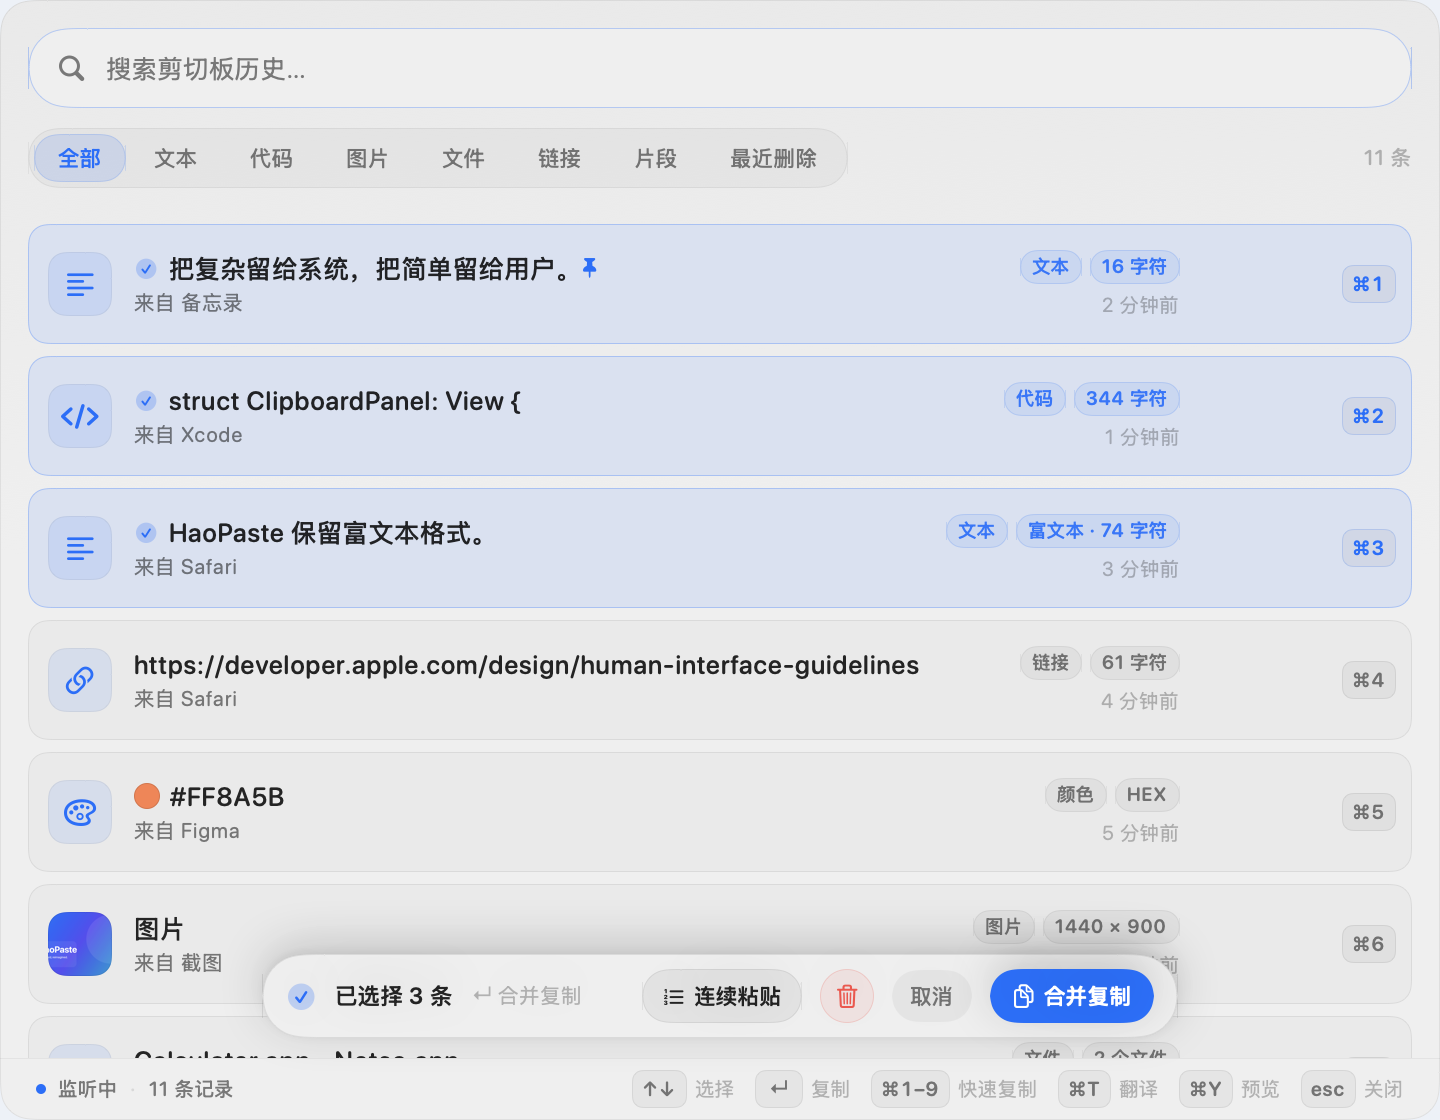 搜索剪切板历史...
全部 文本 代码 图片 文件 链接 片段 最近删除 11 条
把复杂留给系统，把简单留给用户。 文本 16 字符
来自 备忘录 2 分钟前 ⌘1
struct ClipboardPanel: View { 代码 344 字符
来自 Xcode 1 分钟前 ⌘2
HaoPaste 保留富文本格式。 文本 富文本 · 74 字符
来自 Safari 3 分钟前 ⌘3
https://developer.apple.com/design/human-interface-guidelines 链接 61 字符
来自 Safari 4 分钟前 ⌘4
#FF8A5B 颜色 HEX
来自 Figma 5 分钟前 ⌘5
图片 图片 1440 × 900
来自 截图 前 ⌘6
已选择 3 条 ↵ 合并复制 连续粘贴 取消 合并复制
文件 2 个文件
监听中 · 11 条记录 ↑↓ 选择 ↵ 复制 ⌘1–9 快速复制 ⌘T 翻译 ⌘Y 预览 esc 关闭